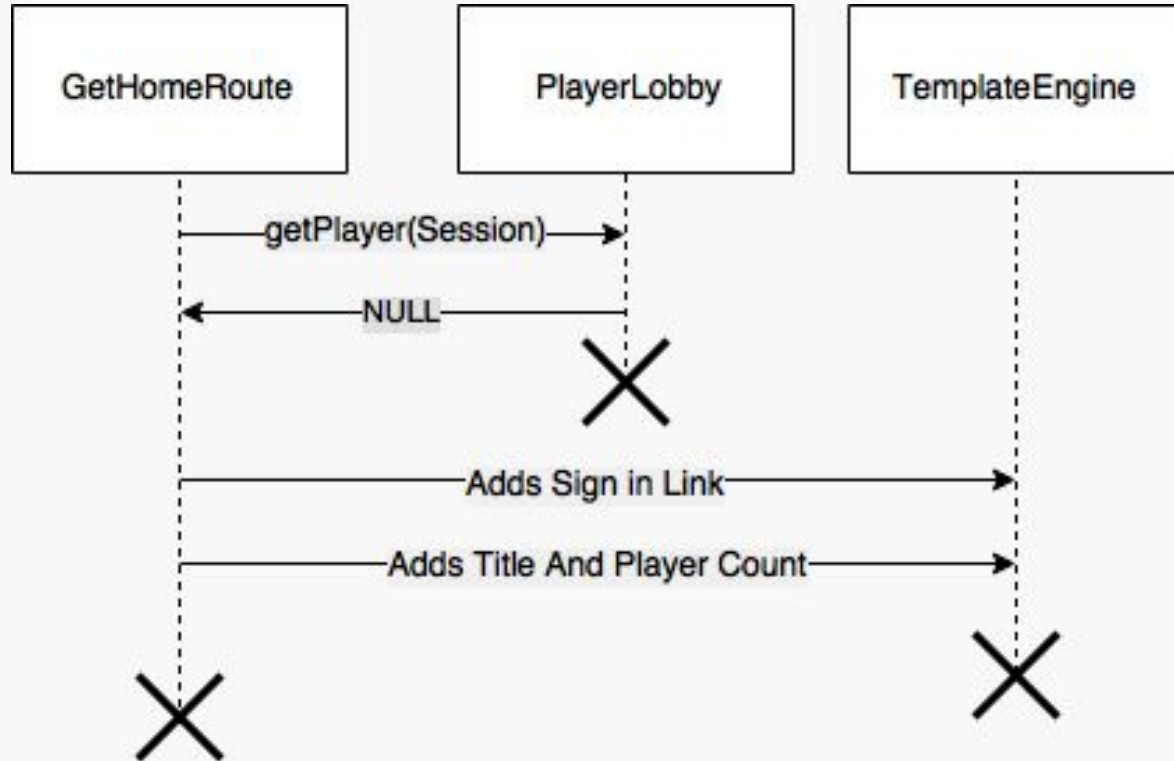 GetHomeRoute
PlayerLobby
TemplateEngine
getPlayer(Session)
NULL
Adds Sign in Link
Adds Title And Player Count